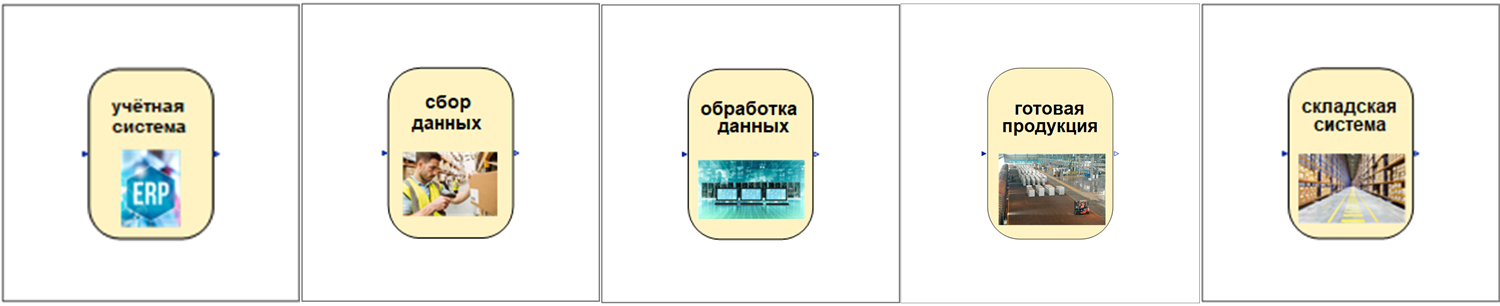 учётная
система
ERP
сбор
данных
обработка
данных
готовая
продукция
складская
система